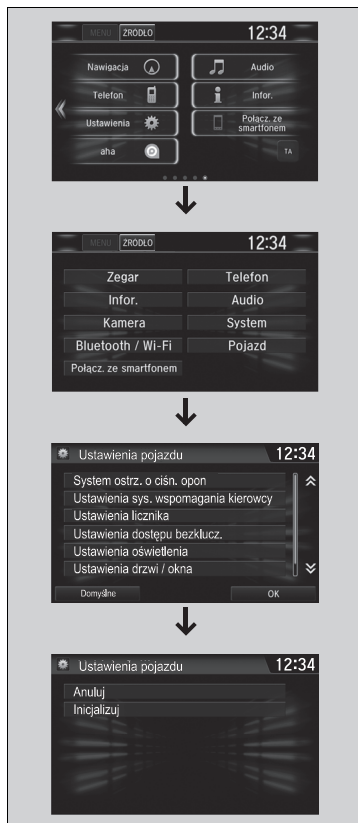 MENU ŹRÓDŁO 12:34
Nawigacja Audio
Telefon Infor.
Ustawienia Połącz. ze smartfonem
aha TA
MENU ŹRÓDŁO 12:34
Zegar Telefon
Infor. Audio
Kamera System
Bluetooth / Wi-Fi Pojazd
Połącz. ze smartfonem
Ustawienia pojazdu 12:34
System ostrz. o ciśn. opon
Ustawienia sys. wspomagania kierowcy
Ustawienia licznika
Ustawienia dostępu bezklucz.
Ustawienia oświetlenia
Ustawienia drzwi / okna
Domyślne OK
Ustawienia pojazdu 12:34
Anuluj
Inicjalizuj